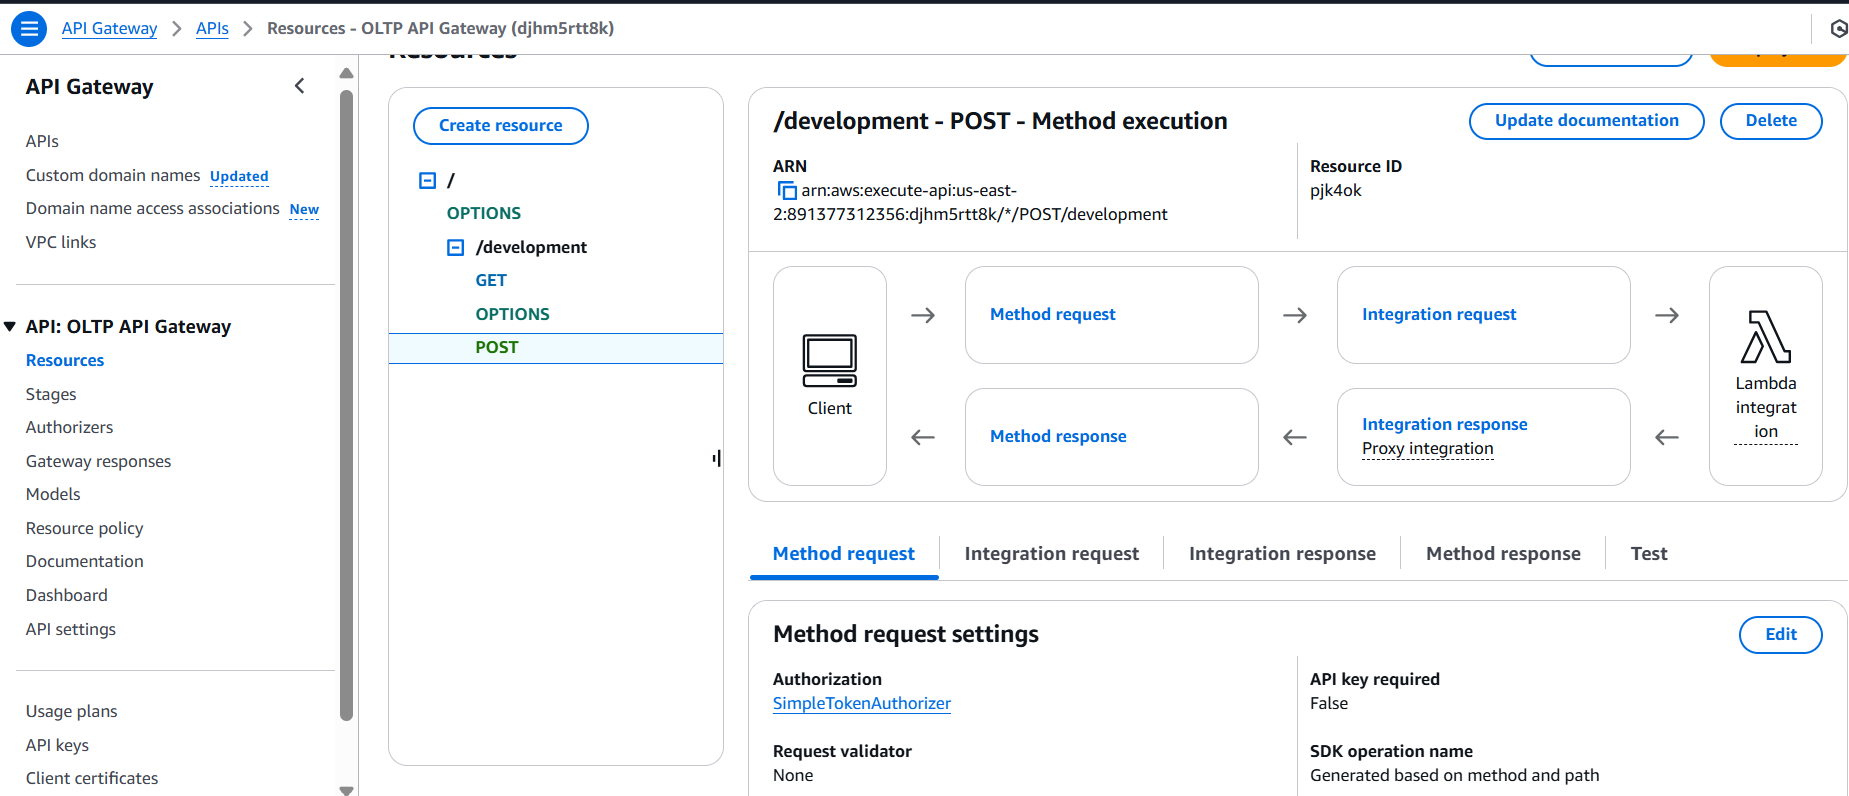 API Gateway
APIs
Resources - OLTP API Gateway (djhm5rtt8k)
API Gateway
APIs
Custom domain names Updated
Domain name access associations New
VPC links
API: OLTP API Gateway
Resources
Stages
Authorizers
Gateway responses
Models
Resource policy
Documentation
Dashboard
API settings
Usage plans
API keys
Client certificates
Resources
Create resource
/
OPTIONS
/development
GET
OPTIONS
POST
/development - POST - Method execution
Update documentation
Delete
ARN
arn:aws:execute-api:us-east-
2:891377312356:djhm5rtt8k/*/POST/development
Resource ID
pjk4ok
Client
Method request
Integration request
Method response
Integration response
Proxy integration
Lambda
integrat
ion
Method request
Integration request
Integration response
Method response
Test
Method request settings
Edit
Authorization
SimpleTokenAuthorizer
API key required
False
Request validator
None
SDK operation name
Generated based on method and path